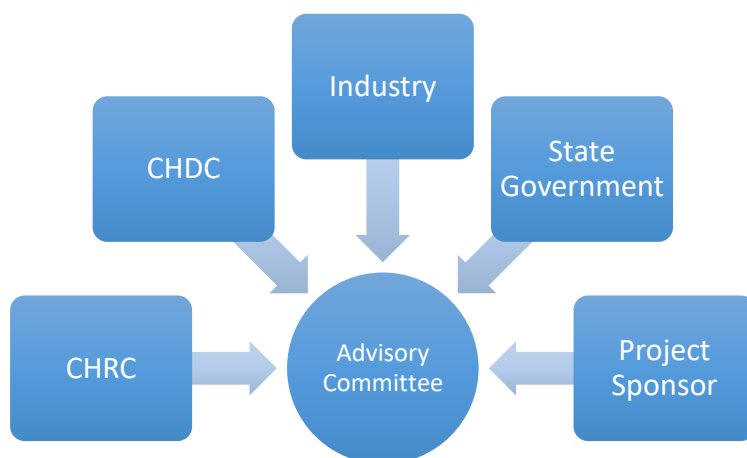 Industry
CHDC
State
Government
CHRC
Advisory
Committee
Project
Sponsor